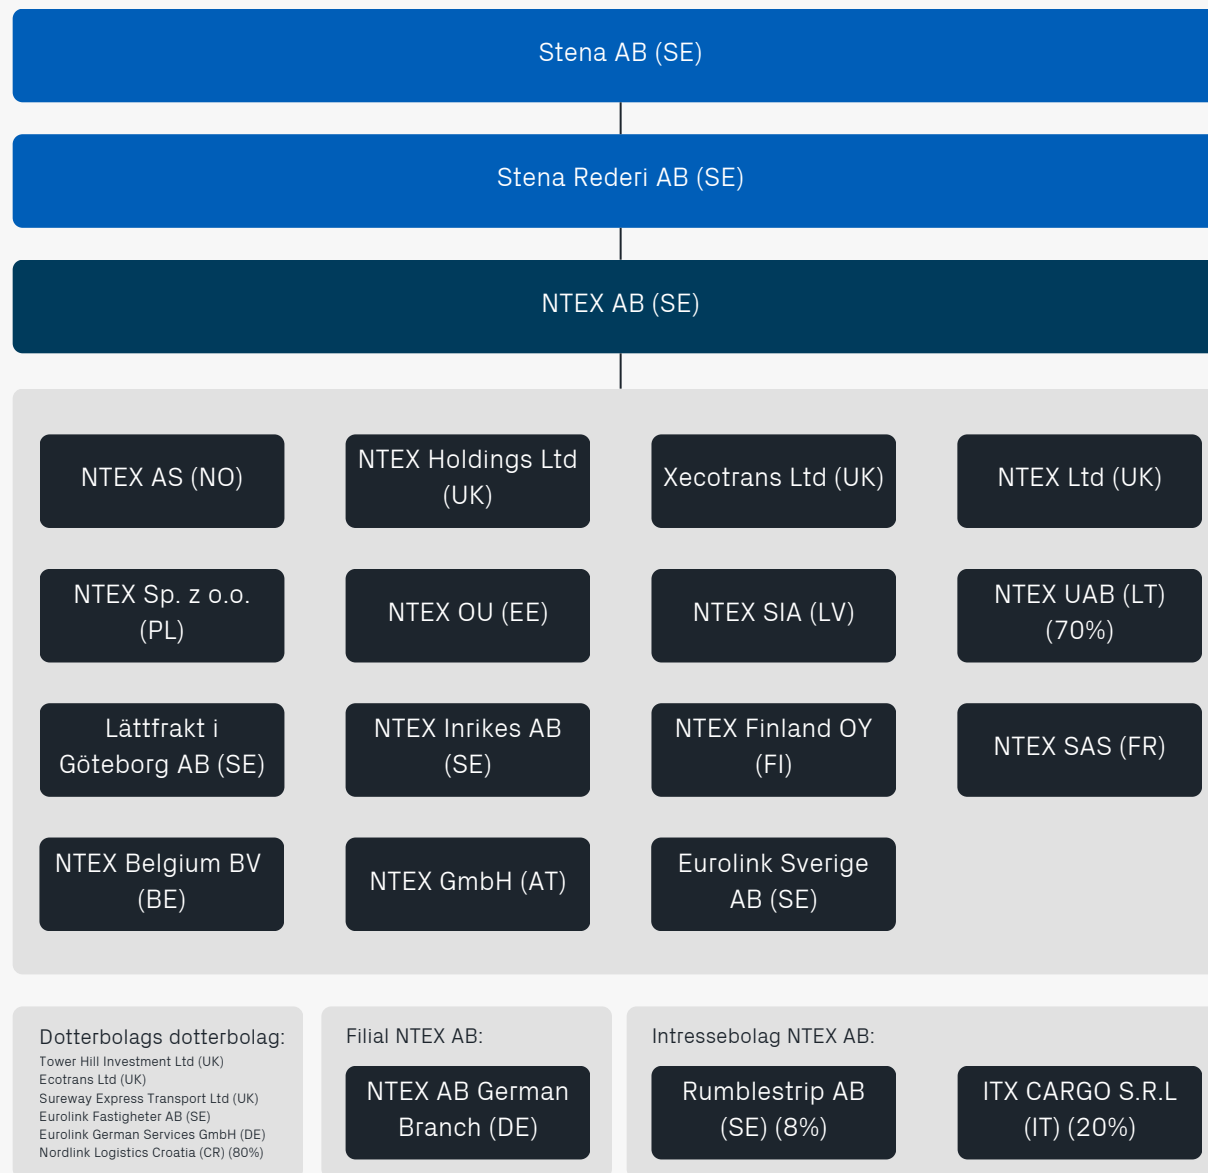 Stena AB (SE)
Stena Rederi AB (SE)
NTEX AB (SE)
NTEX AS (NO)
NTEX Holdings Ltd
(UK)
Xecotrans Ltd (UK)
NTEX Ltd (UK)
NTEX Sp. z o.o.
(PL)
NTEX OU (EE)
NTEX SIA (LV)
NTEX UAB (LT)
(70%)
Lättfrakt i
Göteborg AB (SE)
NTEX Inrikes AB
(SE)
NTEX Finland OY
(FI)
NTEX SAS (FR)
NTEX Belgium BV
(BE)
NTEX GmbH (AT)
Eurolink Sverige
AB (SE)
Dotterbolags dotterbolag:
Tower Hill Investment Ltd (UK)
Ecotrans Ltd (UK)
Sureway Express Transport Ltd (UK)
Eurolink Fastigheter AB (SE)
Eurolink German Services GmbH (DE)
Nordlink Logistics Croatia (CR) (80%)
Filial NTEX AB:
NTEX AB German
Branch (DE)
Intressebolag NTEX AB:
Rumblestrip AB
(SE) (8%)
ITX CARGO S.R.L
(IT) (20%)